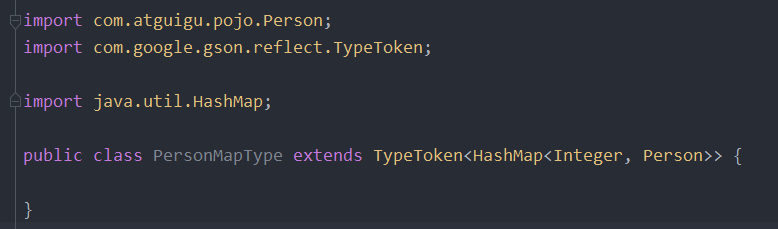 import com.atguigu.pojo.Person;
import com.google.gson.reflect.TypeToken;
import java.util.HashMap;
public class PersonMapType extends TypeToken<HashMap<Integer, Person>> {
}